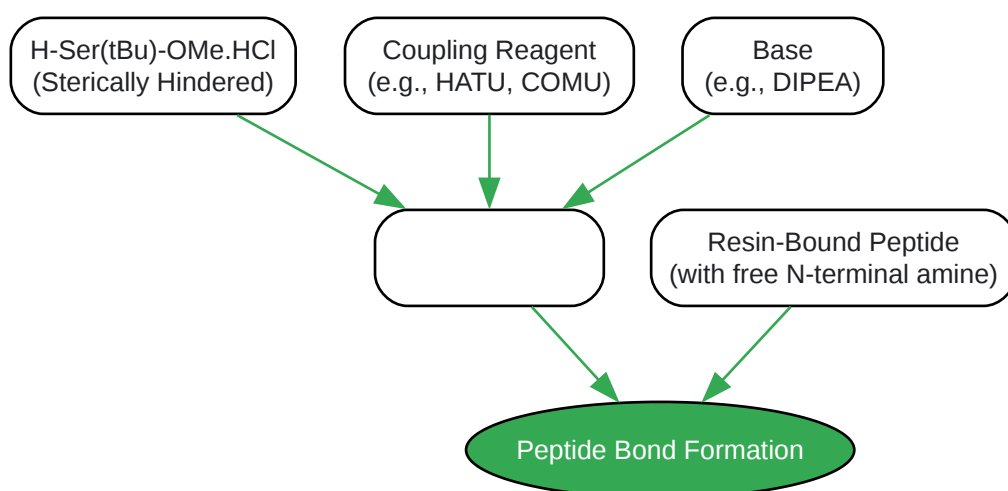 H-Ser(tBu)-OMe.HCl
(Sterically Hindered)
Coupling Reagent
(e.g., HATU, COMU)
Base
(e.g., DIPEA)
Resin-Bound Peptide
(with free N-terminal amine)
Peptide Bond Formation